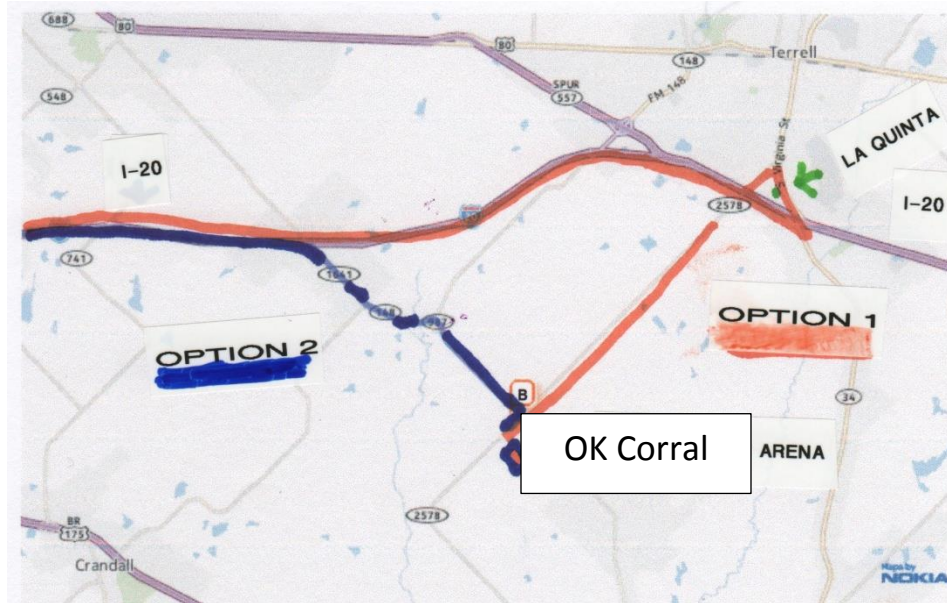 688
80
80
Terrell
148
FM-148
SPUR
557
548
S Virginia St
LA QUINTA
I-20
I-20
2578
741
1641
148
987
OPTION 2
OPTION 1
B
34
OK Corral
ARENA
2578
BR
175
Crandall
Maps by
NOKIA